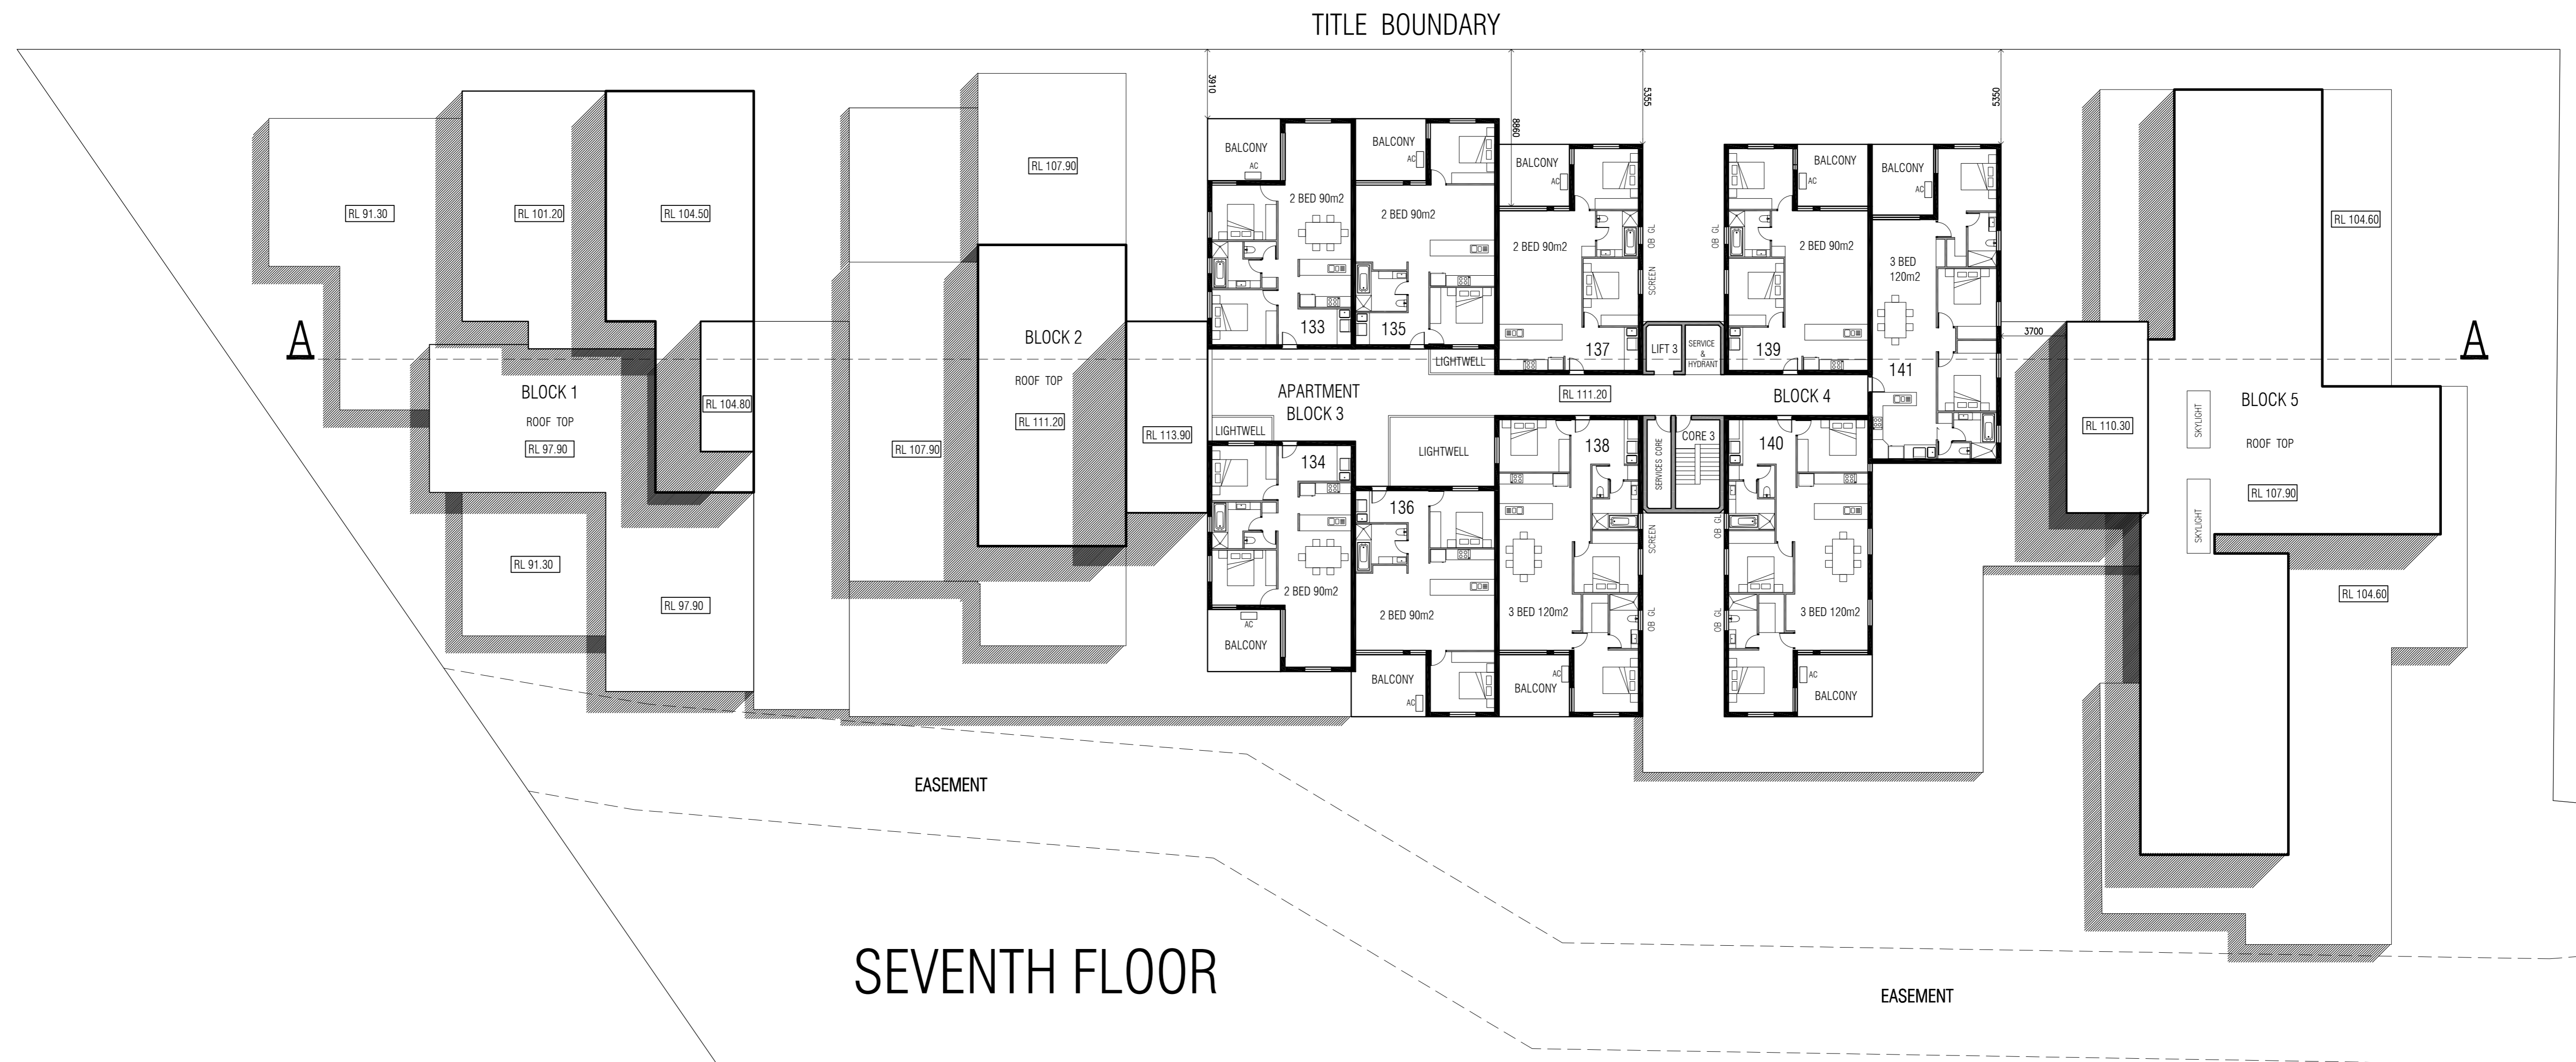 TITLE BOUNDARY
3910
8860
5355
5350
BALCONY
AC
2 BED 90m2
133
BALCONY
AC
2 BED 90m2
135
BALCONY
AC
2 BED 90m2
137
OB GL
SCREEN
OB GL
BALCONY
AC
2 BED 90m2
139
BALCONY
AC
3 BED
120m2
141
RL 91.30
RL 101.20
RL 104.50
RL 107.90
RL 104.60
A
A
3700
BLOCK 1
ROOF TOP
RL 97.90
RL 104.80
RL 91.30
RL 97.90
BLOCK 2
ROOF TOP
RL 111.20
RL 107.90
RL 113.90
LIGHTWELL
APARTMENT
BLOCK 3
LIGHTWELL
LIGHTWELL
RL 111.20
LIFT 3
SERVICE
&
HYDRANT
BLOCK 4
SERVICES CORE
CORE 3
134
2 BED 90m2
AC
BALCONY
136
2 BED 90m2
BALCONY
AC
138
3 BED 120m2
AC
BALCONY
SCREEN
OB GL
OB GL
OB GL
140
3 BED 120m2
AC
BALCONY
RL 110.30
SKYLIGHT
SKYLIGHT
BLOCK 5
ROOF TOP
RL 107.90
RL 104.60
EASEMENT
SEVENTH FLOOR
EASEMENT